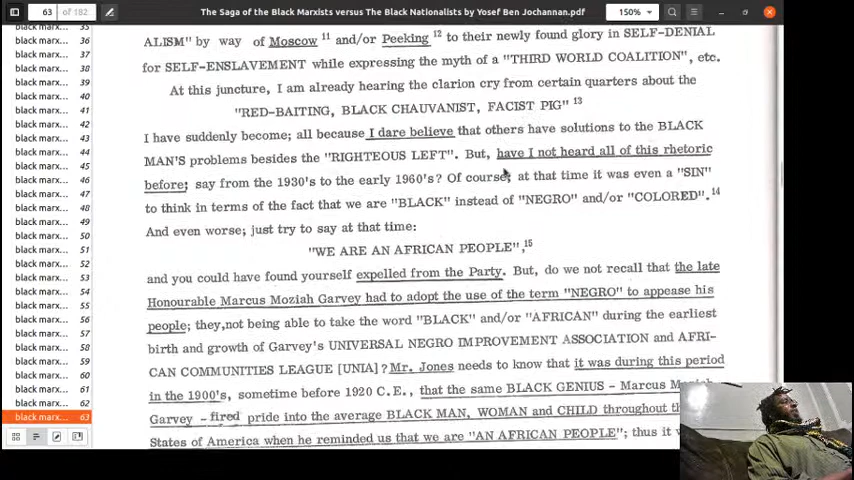 63 of 182
The Saga of the Black Marxists versus The Black Nationalists by Yosef Ben Jochannan.pdf
150%
35
black marx...
36
black marx...
37
black marx...
38
black marx...
39
black marx...
40
black marx...
41
black marx...
42
black marx...
43
black marx...
44
black marx...
45
black marx...
46
black marx...
47
black marx...
48
black marx...
49
black marx...
50
black marx...
51
black marx...
52
black marx...
53
black marx...
54
black marx...
55
black marx...
56
black marx...
57
black marx...
58
black marx...
59
black marx...
60
black marx...
61
black marx...
62
black marx...
63
ALISM" by way of Moscow 11 and/or Peeking 12 to their newly found glory in SELF-DENIAL
for SELF-ENSLAVEMENT while expressing the myth of a "THIRD WORLD COALITION", etc.
At this juncture, I am already hearing the clarion cry from certain quarters about the
"RED-BAITING, BLACK CHAUVANIST, FACIST PIG" 13
I have suddenly become; all because I dare believe that others have solutions to the BLACK
MAN'S problems besides the "RIGHTEOUS LEFT". But, have I not heard all of this rhetoric
before; say from the 1930's to the early 1960's? Of course; at that time it was even a "SIN"
to think in terms of the fact that we are "BLACK" instead of "NEGRO" and/or "COLORED".14
And even worse; just try to say at that time:
"WE ARE AN AFRICAN PEOPLE",15
and you could have found yourself expelled from the Party. But, do we not recall that the late
Honourable Marcus Moziah Garvey had to adopt the use of the term "NEGRO" to appease his
people; they,not being able to take the word "BLACK" and/or "AFRICAN" during the earliest
birth and growth of Garvey's UNIVERSAL NEGRO IMPROVEMENT ASSOCIATION and AFRI-
CAN COMMUNITIES LEAGUE [UNIA]? Mr. Jones needs to know that it was during this period
in the 1900's, sometime before 1920 C.E., that the same BLACK GENIUS - Marcus
Garvey - fired pride into the average BLACK MAN, WOMAN and CHILD throughout
States of America when he reminded us that we are "AN AFRICAN PEOPLE"; thus it